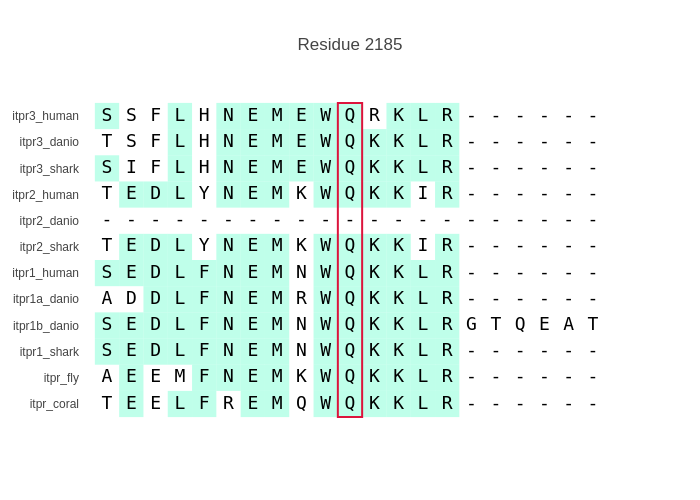 Residue 2185
itpr3_human S S F L H N E M E W Q R K L R - - - - - -
itpr3_danio T S F L H N E M E W Q K K L R - - - - - -
itpr3_shark S I F L H N E M E W Q K K L R - - - - - -
itpr2_human T E D L Y N E M K W Q K K I R - - - - - -
itpr2_danio - - - - - - - - - - - - - - - - - - - - -
itpr2_shark T E D L Y N E M K W Q K K I R - - - - - -
itpr1_human S E D L F N E M N W Q K K L R - - - - - -
itpr1a_danio A D D L F N E M R W Q K K L R - - - - - -
itpr1b_danio S E D L F N E M N W Q K K L R G T Q E A T
itpr1_shark S E D L F N E M N W Q K K L R - - - - - -
itpr_fly A E E M F N E M K W Q K K L R - - - - - -
itpr_coral T E E L F R E M Q W Q K K L R - - - - - -